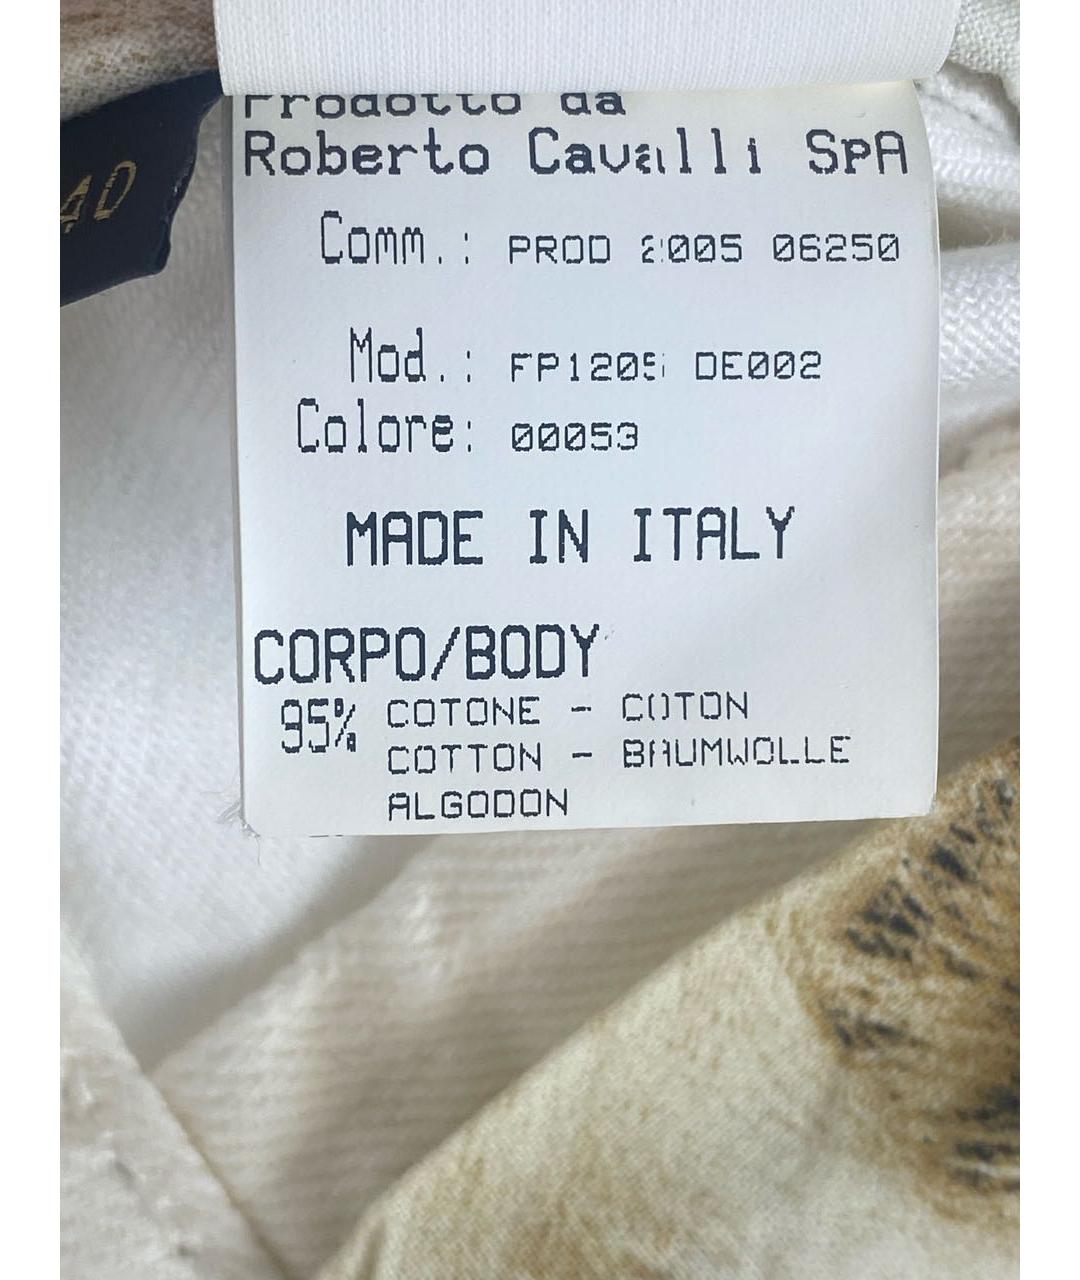 Prodotto da
Roberto Cavalli SpA
Comm.: PROD 2005 06250
Mod.: FP1205 DE002
Colore: 00053
MADE IN ITALY
CORPO/BODY
95% COTONE - COTON
COTTON - BAUMWOLLE
ALGODON
40